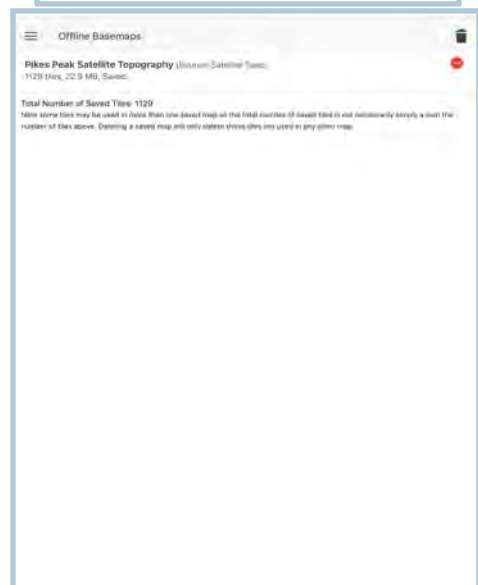 Offline Basemaps
Pikes Peak Satellite Topography (Source: Satellite Topo),
1129 tiles, 22.9 MB, Saved.
Total Number of Saved Tiles: 1129
Note some tiles may be used in more than one saved map so the total number of saved tiles is not necessarily simply a sum the
number of tiles above. Deleting a saved map will only delete those tiles not used in any other map.